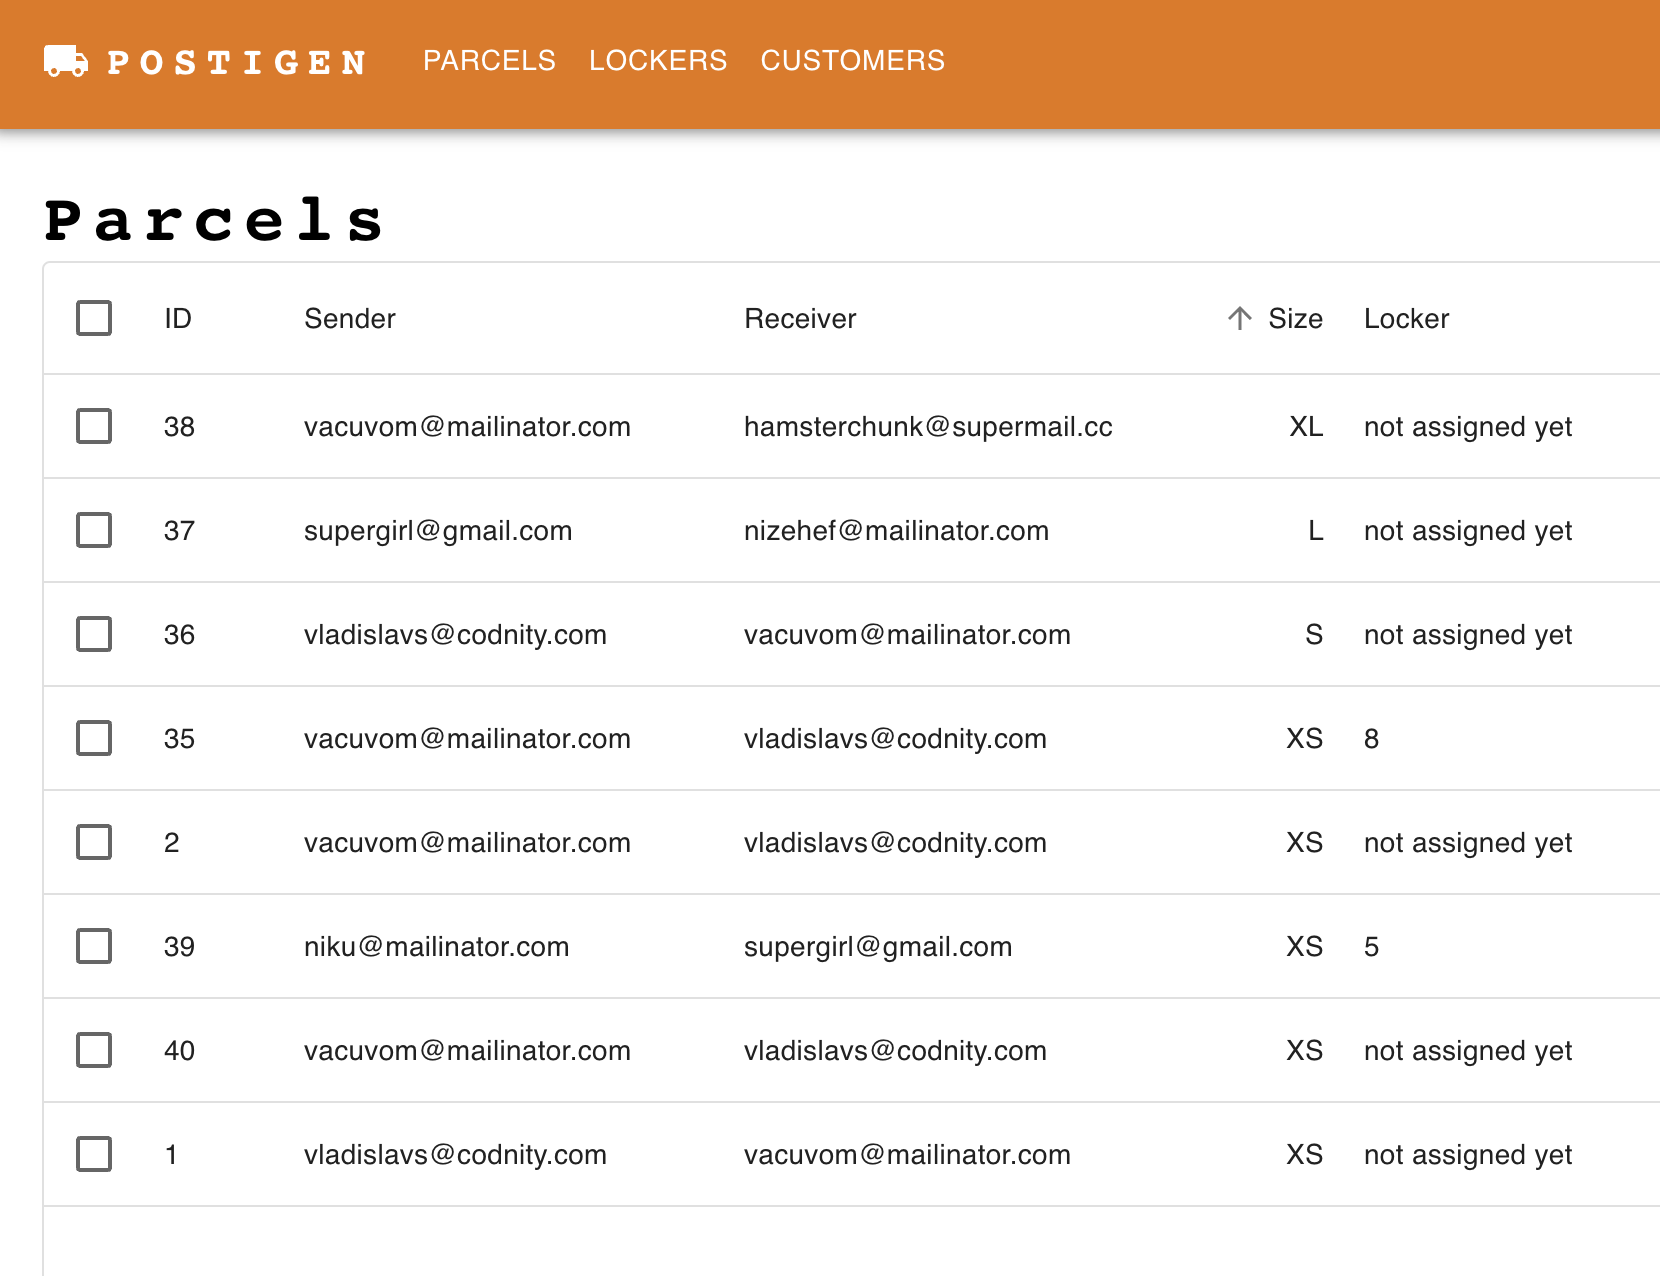 POSTIGEN PARCELS LOCKERS CUSTOMERS
Parcels
ID Sender Receiver Size Locker
38 vacuvom@mailinator.com hamsterchunk@supermail.cc XL not assigned yet
37 supergirl@gmail.com nizehef@mailinator.com L not assigned yet
36 vladislavs@codnity.com vacuvom@mailinator.com S not assigned yet
35 vacuvom@mailinator.com vladislavs@codnity.com XS 8
2 vacuvom@mailinator.com vladislavs@codnity.com XS not assigned yet
39 niku@mailinator.com supergirl@gmail.com XS 5
40 vacuvom@mailinator.com vladislavs@codnity.com XS not assigned yet
1 vladislavs@codnity.com vacuvom@mailinator.com XS not assigned yet